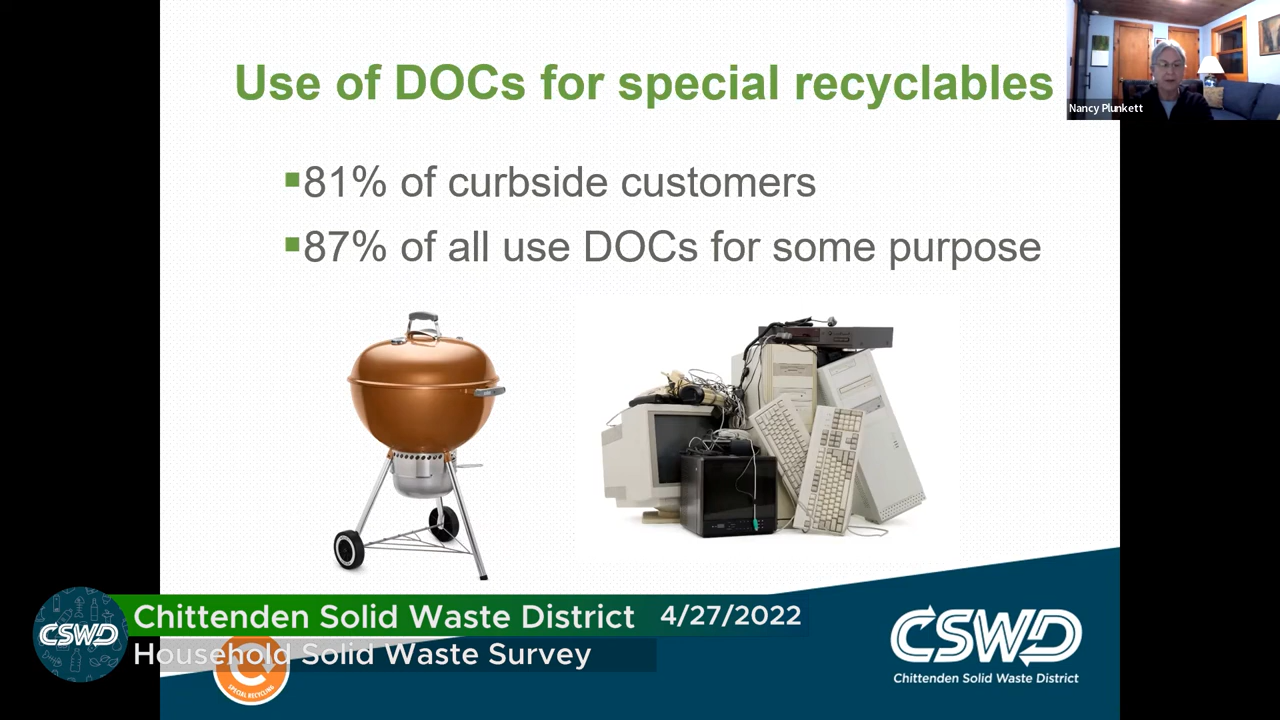 Use of DOCs for special recyclables
Nancy Plunkett
81% of curbside customers
87% of all use DOCs for some purpose
CSWD
Chittenden Solid Waste District 4/27/2022
Household Solid Waste Survey
SPECIAL RECYCLING
CSWD
Chittenden Solid Waste District